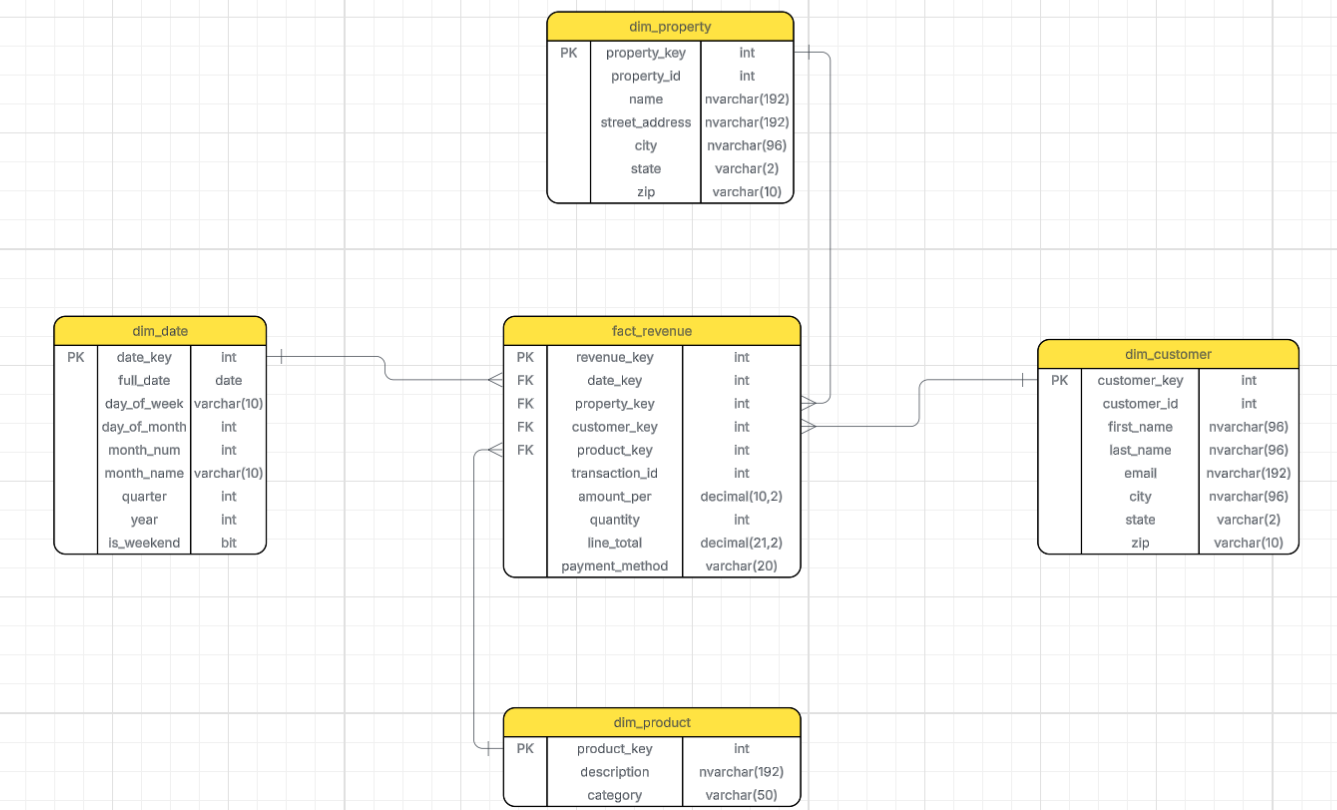 dim_property
PK property_key int
property_id int
name nvarchar(192)
street_address nvarchar(192)
city nvarchar(96)
state varchar(2)
zip varchar(10)
dim_date
PK date_key int
full_date date
day_of_week varchar(10)
day_of_month int
month_num int
month_name varchar(10)
quarter int
year int
is_weekend bit
fact_revenue
PK revenue_key int
FK date_key int
FK property_key int
FK customer_key int
FK product_key int
transaction_id int
amount_per decimal(10,2)
quantity int
line_total decimal(21,2)
payment_method varchar(20)
dim_customer
PK customer_key int
customer_id int
first_name nvarchar(96)
last_name nvarchar(96)
email nvarchar(192)
city nvarchar(96)
state varchar(2)
zip varchar(10)
dim_product
PK product_key int
description nvarchar(192)
category varchar(50)